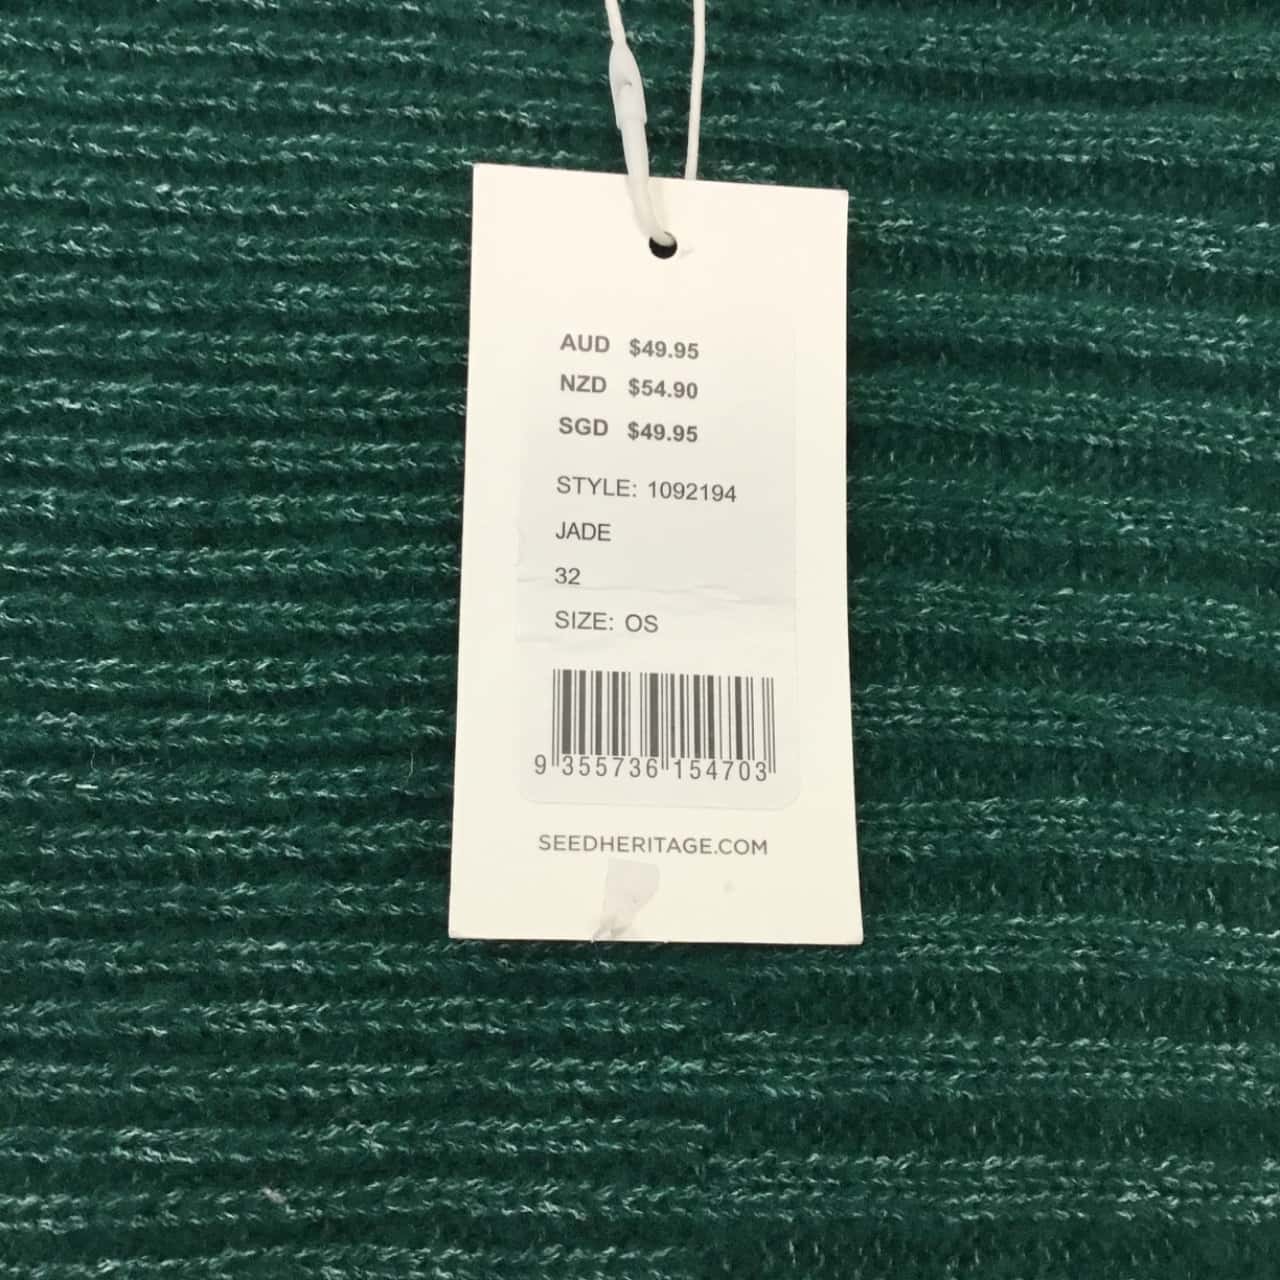 AUD $49.95
NZD $54.90
SGD $49.95
STYLE: 1092194
JADE
32
SIZE: OS
9 355736 154703
SEEDHERITAGE.COM